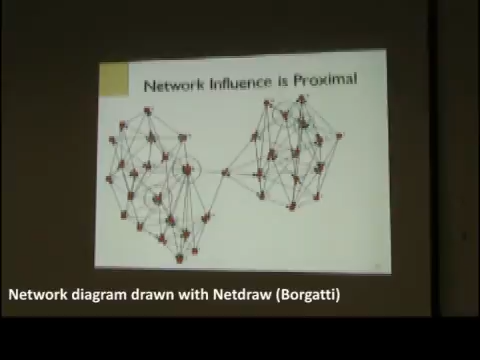 Network Influence is Proximal
Network diagram drawn with Netdraw (Borgatti)